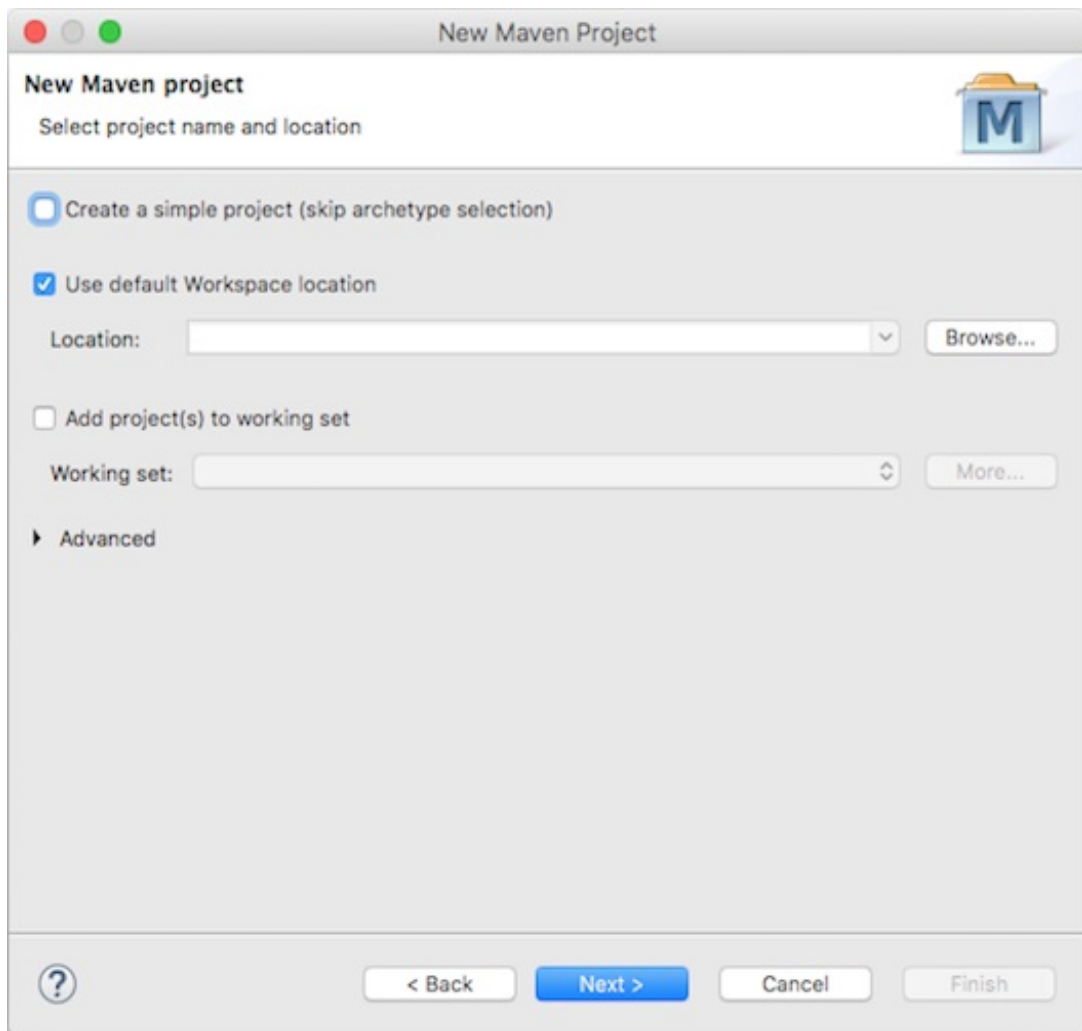 New Maven Project
New Maven project
Select project name and location
M
Create a simple project (skip archetype selection)
Use default Workspace location
Location:
Browse...
Add project(s) to working set
Working set:
More...
Advanced
?
< Back
Next >
Cancel
Finish